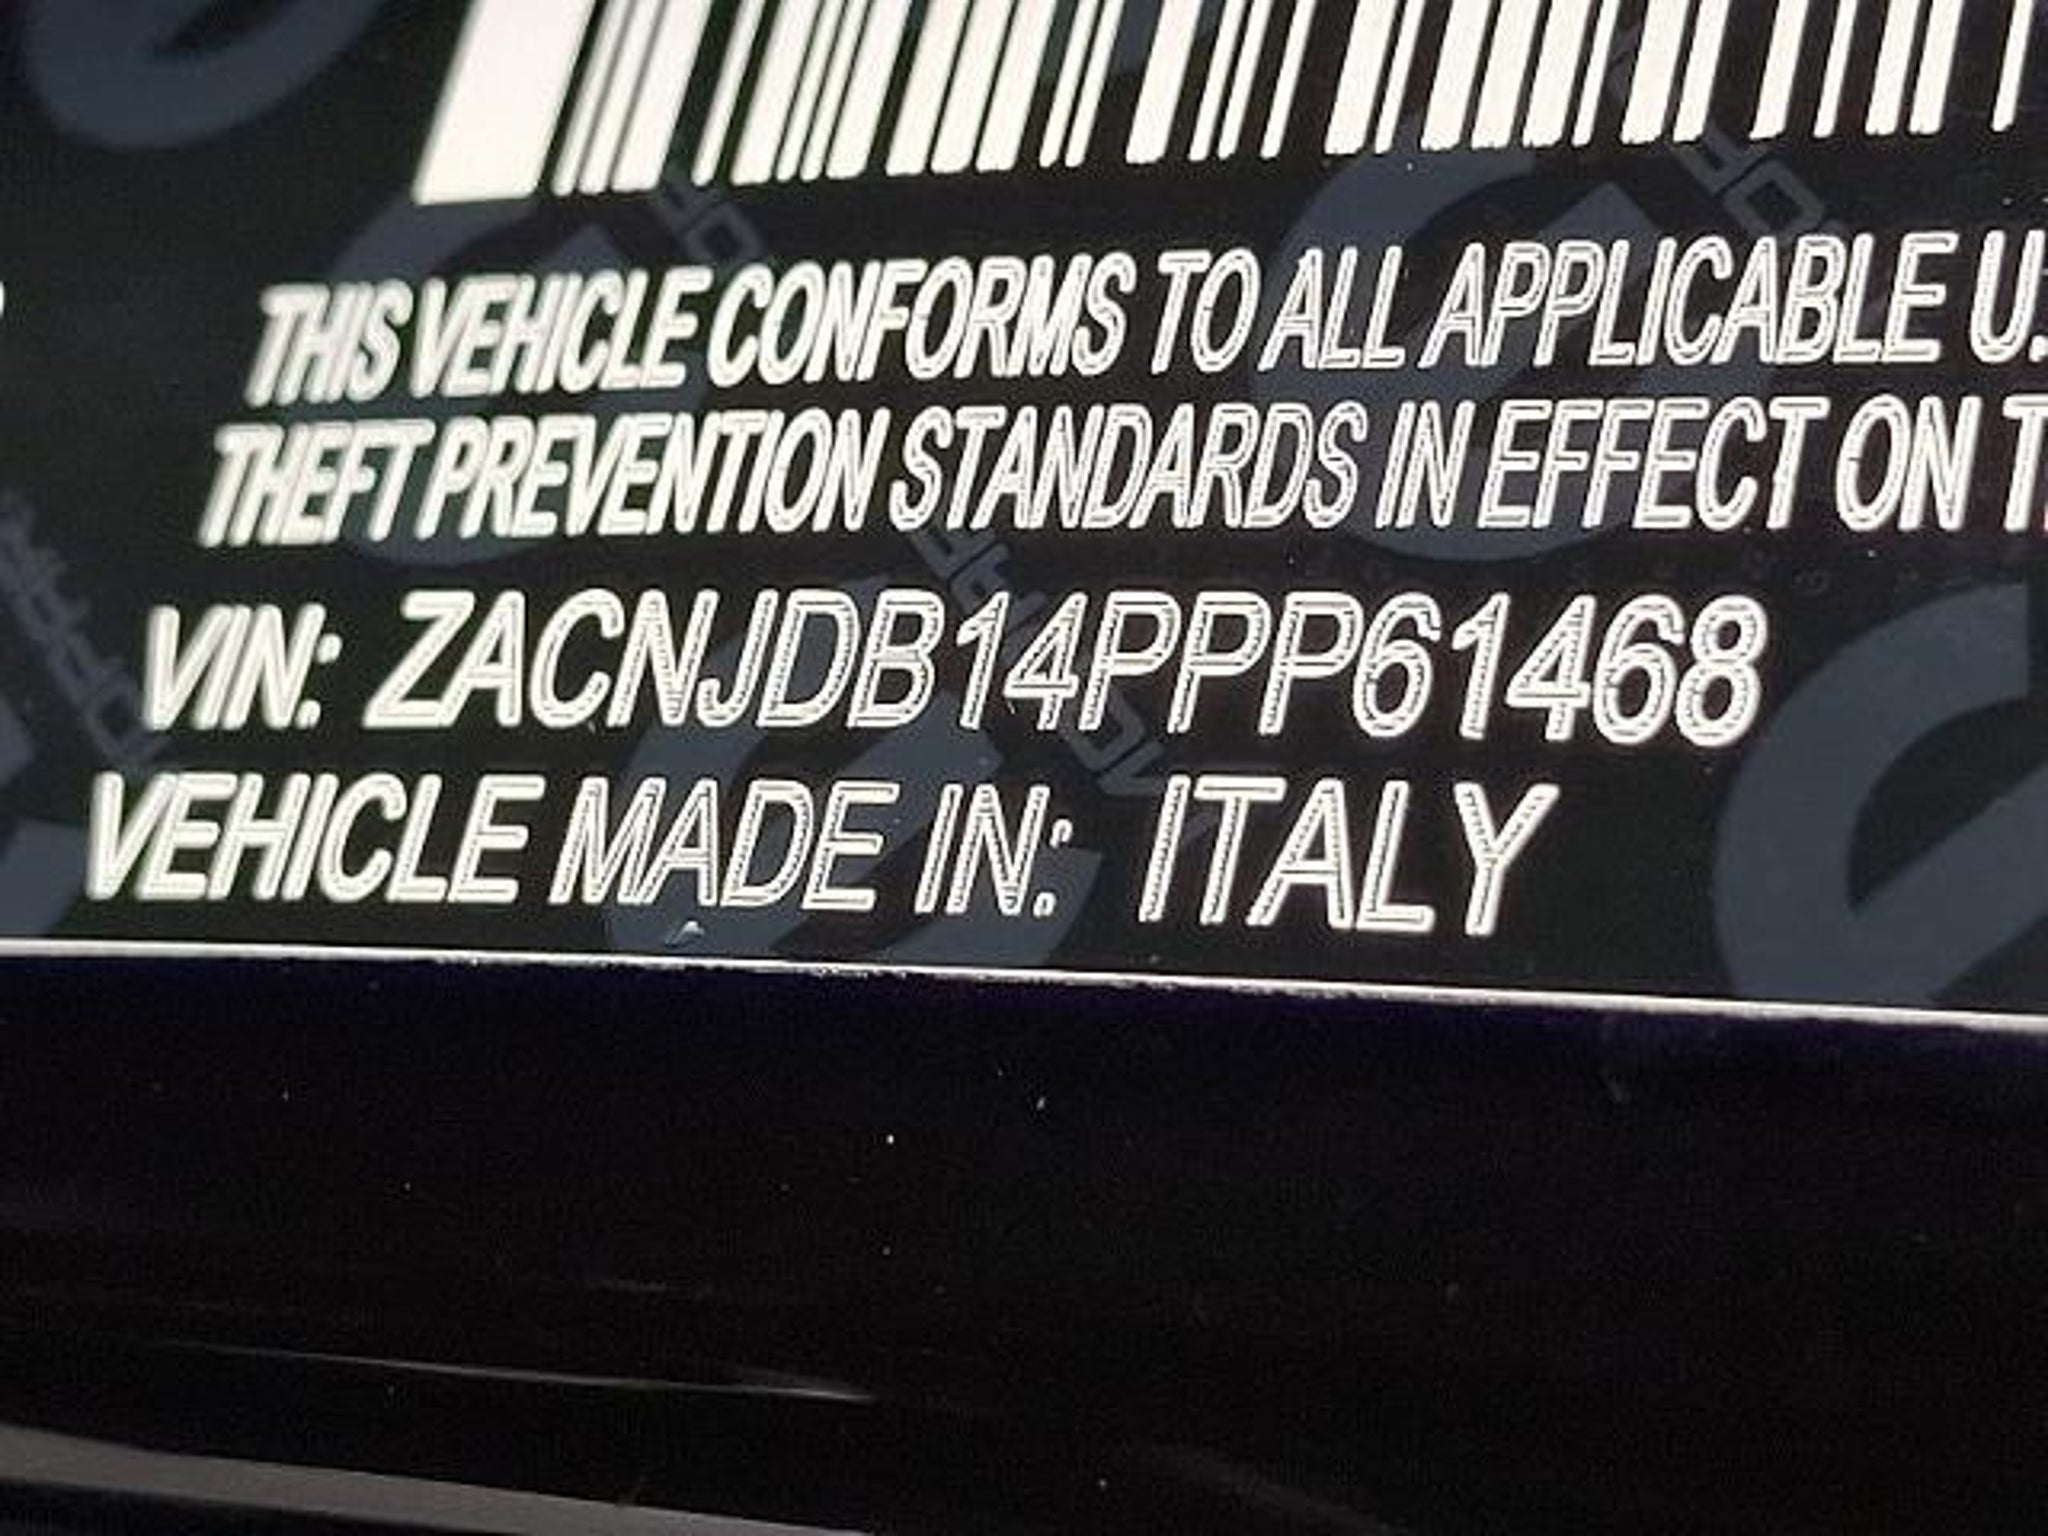 THIS VEHICLE CONFORMS TO ALL APPLICABLE U.
THEFT PREVENTION STANDARDS IN EFFECT ON T
VIN: ZACNJDB14PPP61468
VEHICLE MADE IN: ITALY